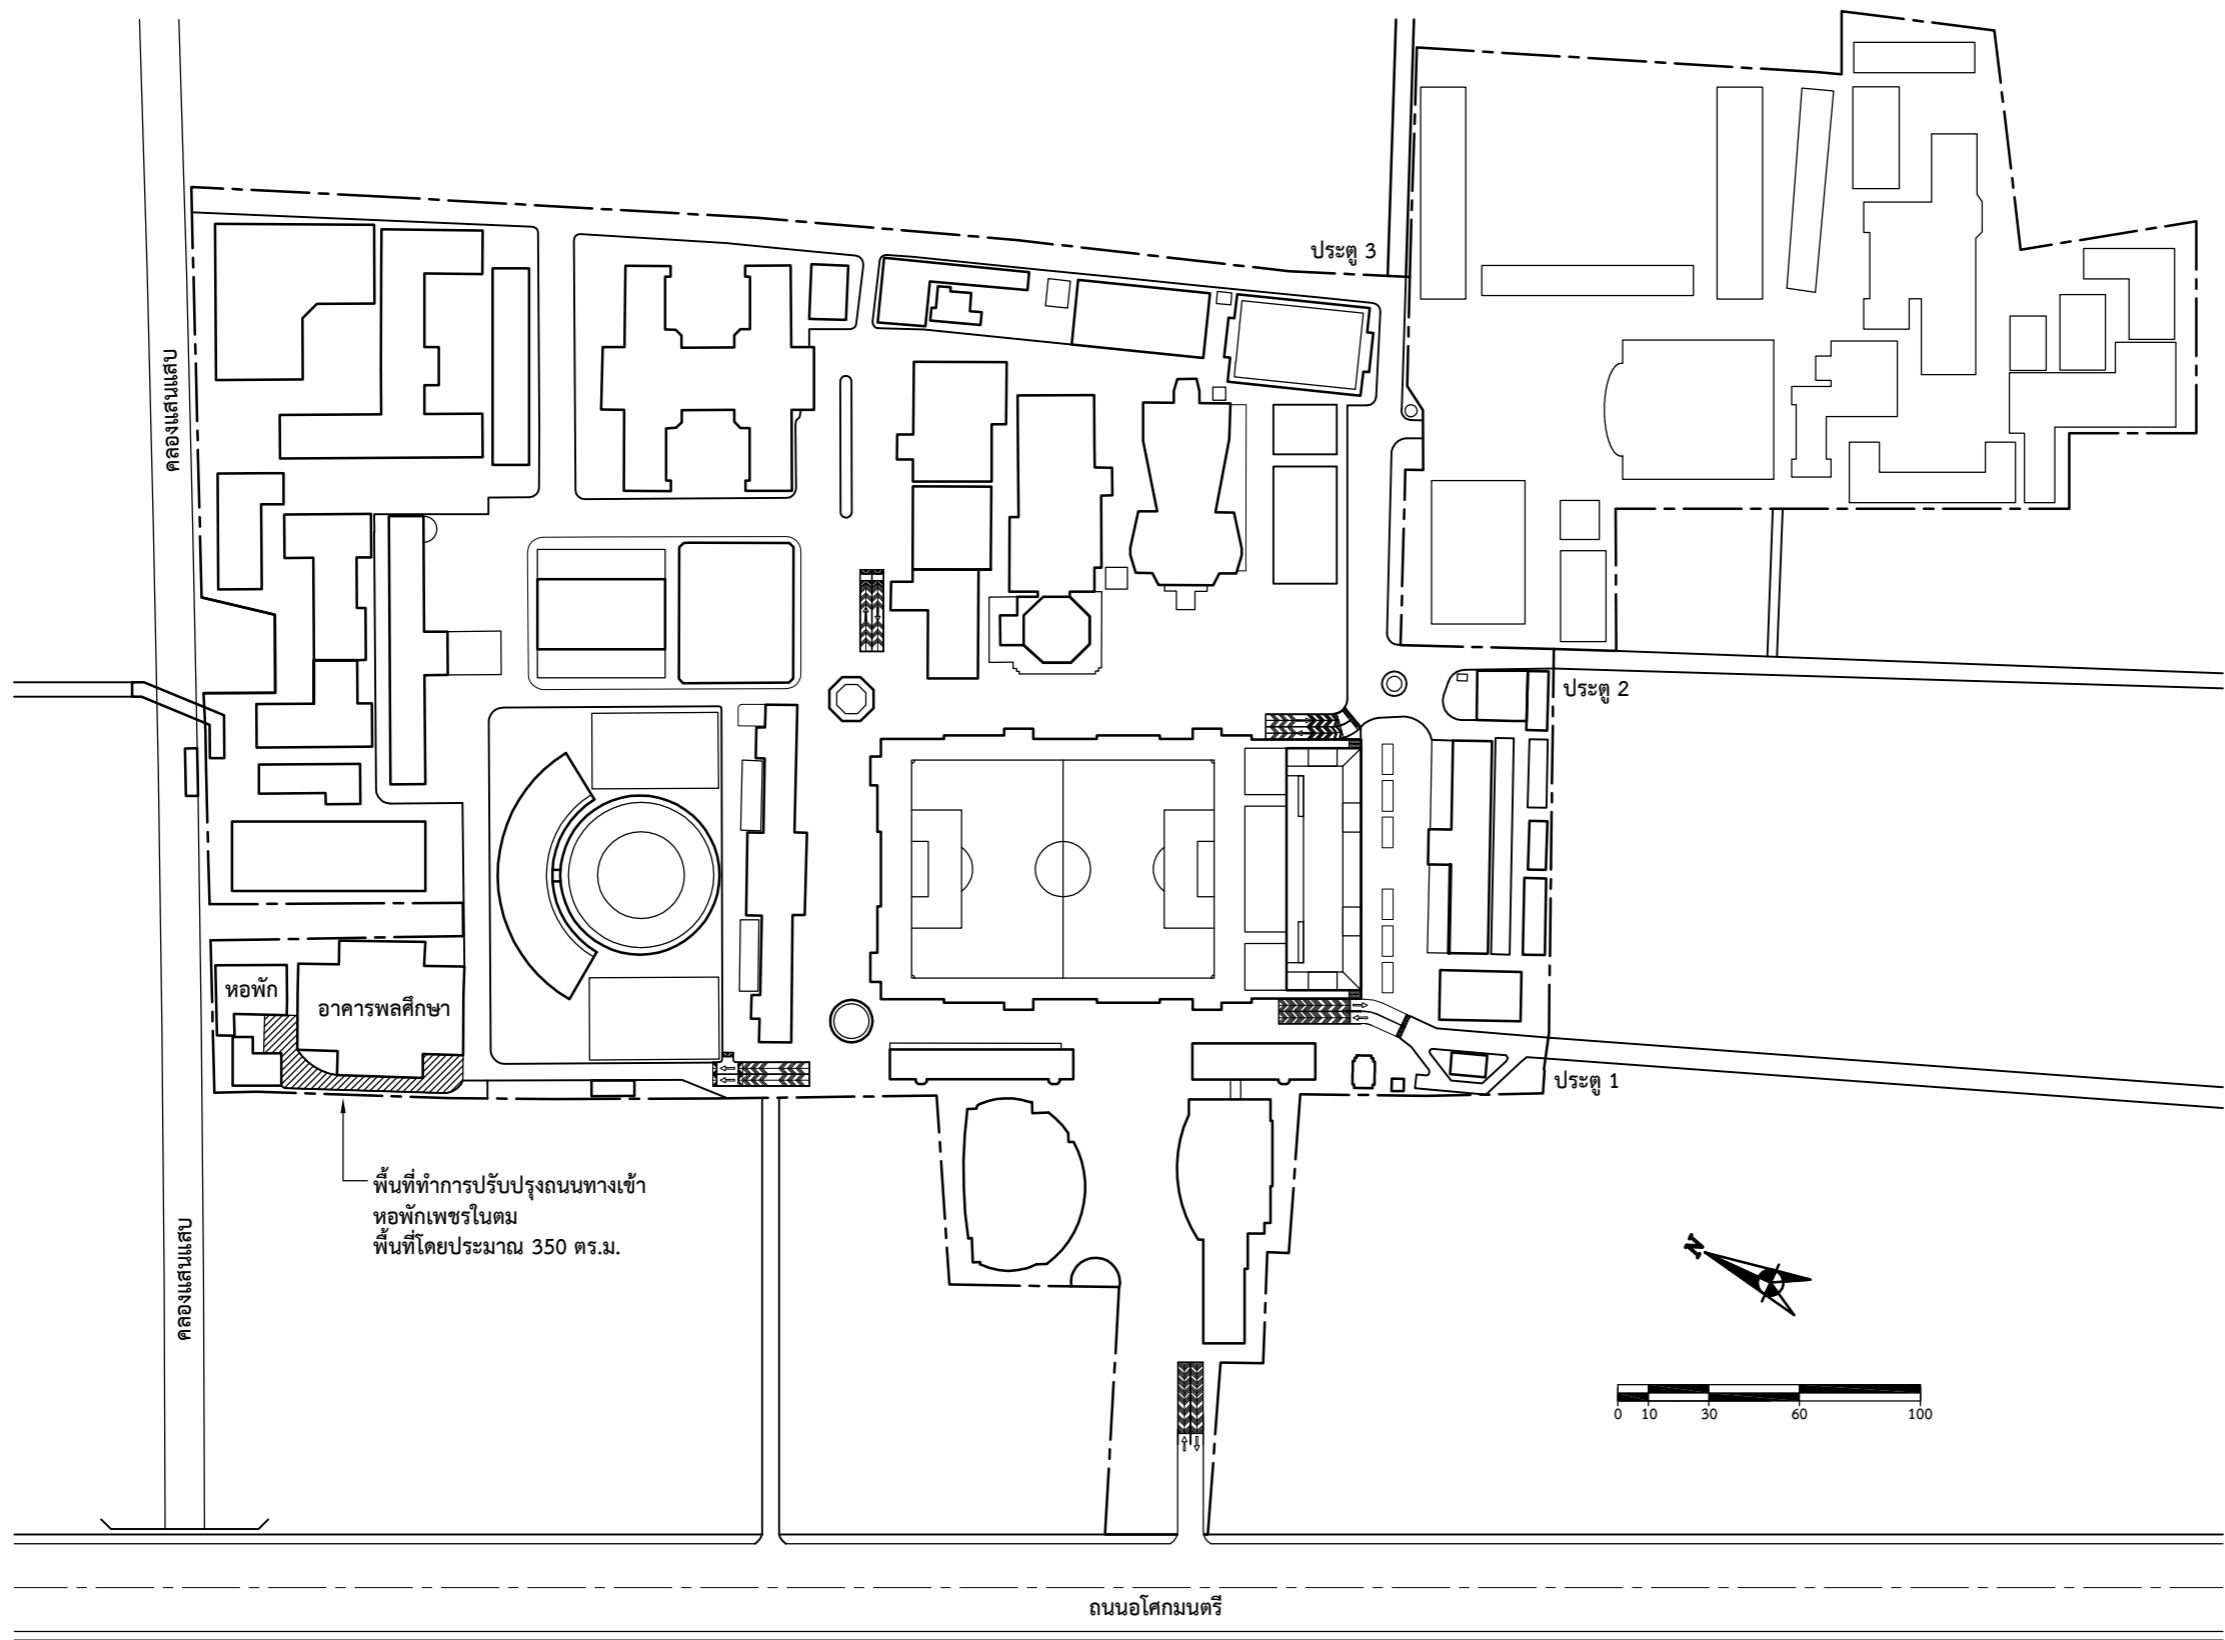 ประตู 3
คลองแสนแสบ
ประตู 2
หอพัก
อาคารพลศึกษา
ประตู 1
พื้นที่ทำการปรับปรุงถนนทางเข้า
หอพักเพชรในตม
พื้นที่โดยประมาณ 350 ตร.ม.
คลองแสนแสบ
N
0 10 30 60 100
ถนนอโศกมนตรี